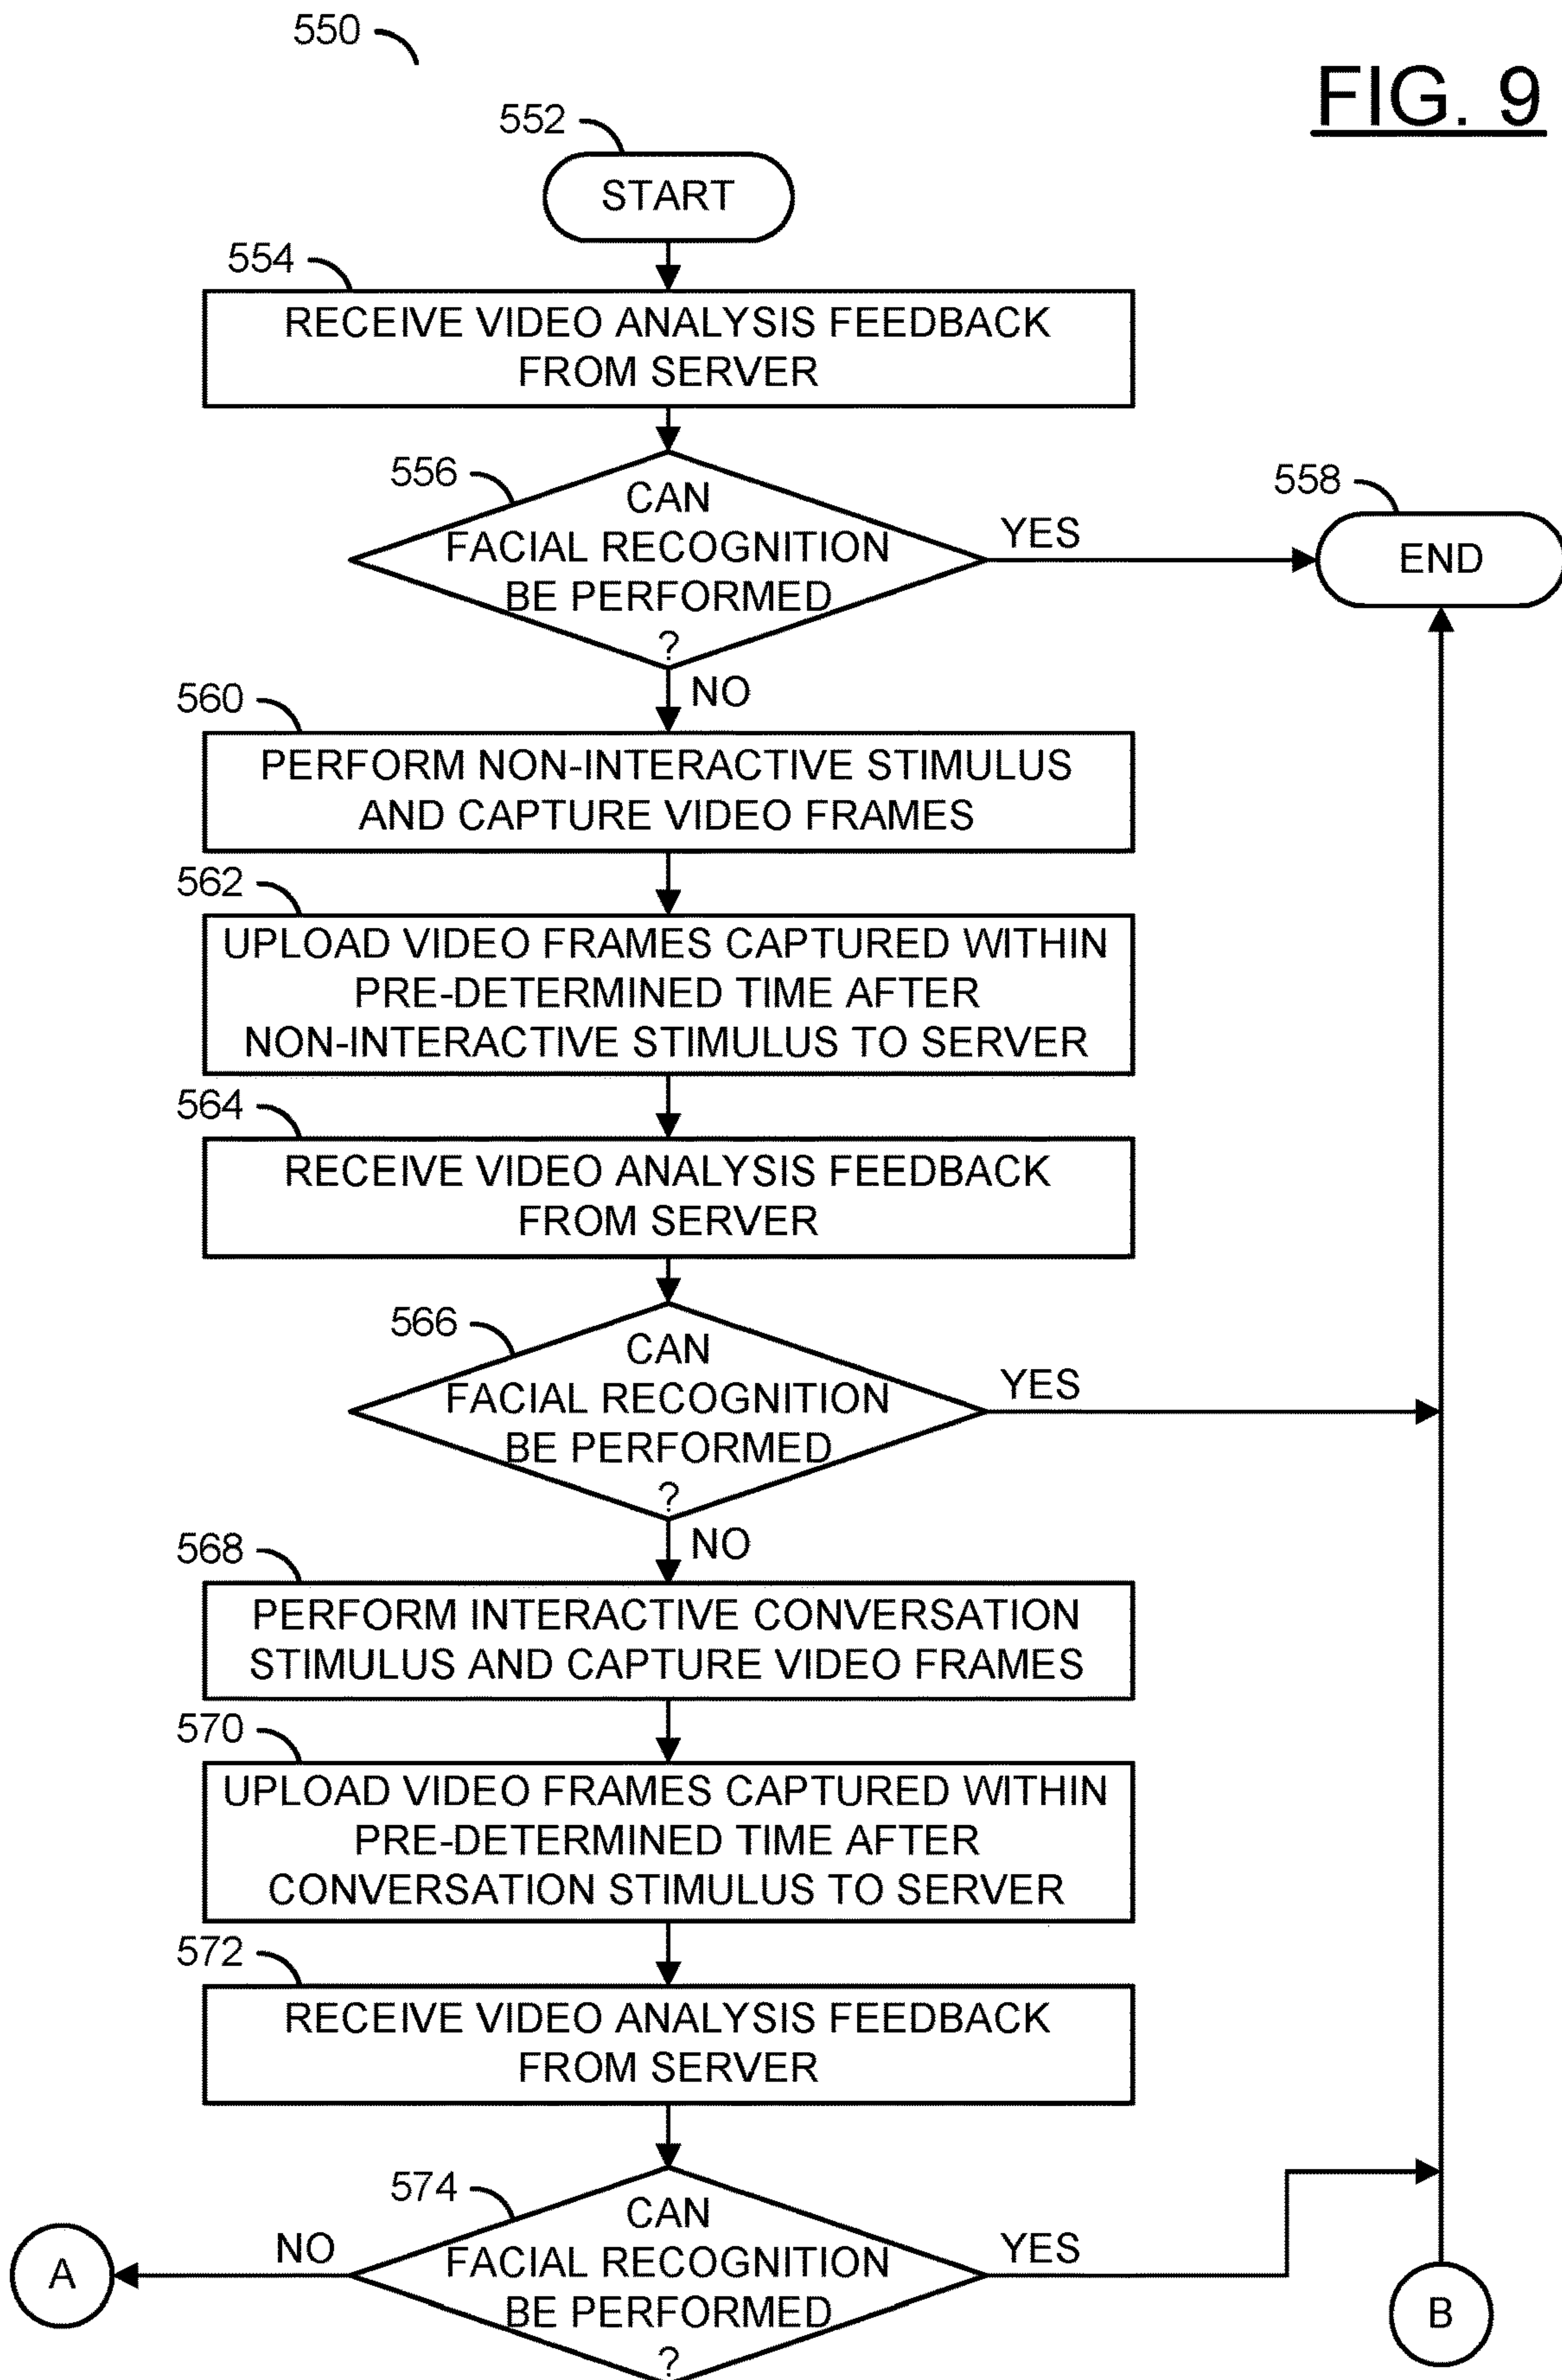 550
FIG. 9
552
START
554
RECEIVE VIDEO ANALYSIS FEEDBACK
FROM SERVER
556
CAN
FACIAL RECOGNITION
BE PERFORMED
?
YES
558
END
NO
560
PERFORM NON-INTERACTIVE STIMULUS
AND CAPTURE VIDEO FRAMES
562
UPLOAD VIDEO FRAMES CAPTURED WITHIN
PRE-DETERMINED TIME AFTER
NON-INTERACTIVE STIMULUS TO SERVER
564
RECEIVE VIDEO ANALYSIS FEEDBACK
FROM SERVER
566
CAN
FACIAL RECOGNITION
BE PERFORMED
?
YES
NO
568
PERFORM INTERACTIVE CONVERSATION
STIMULUS AND CAPTURE VIDEO FRAMES
570
UPLOAD VIDEO FRAMES CAPTURED WITHIN
PRE-DETERMINED TIME AFTER
CONVERSATION STIMULUS TO SERVER
572
RECEIVE VIDEO ANALYSIS FEEDBACK
FROM SERVER
574
CAN
FACIAL RECOGNITION
BE PERFORMED
?
NO
YES
A
B